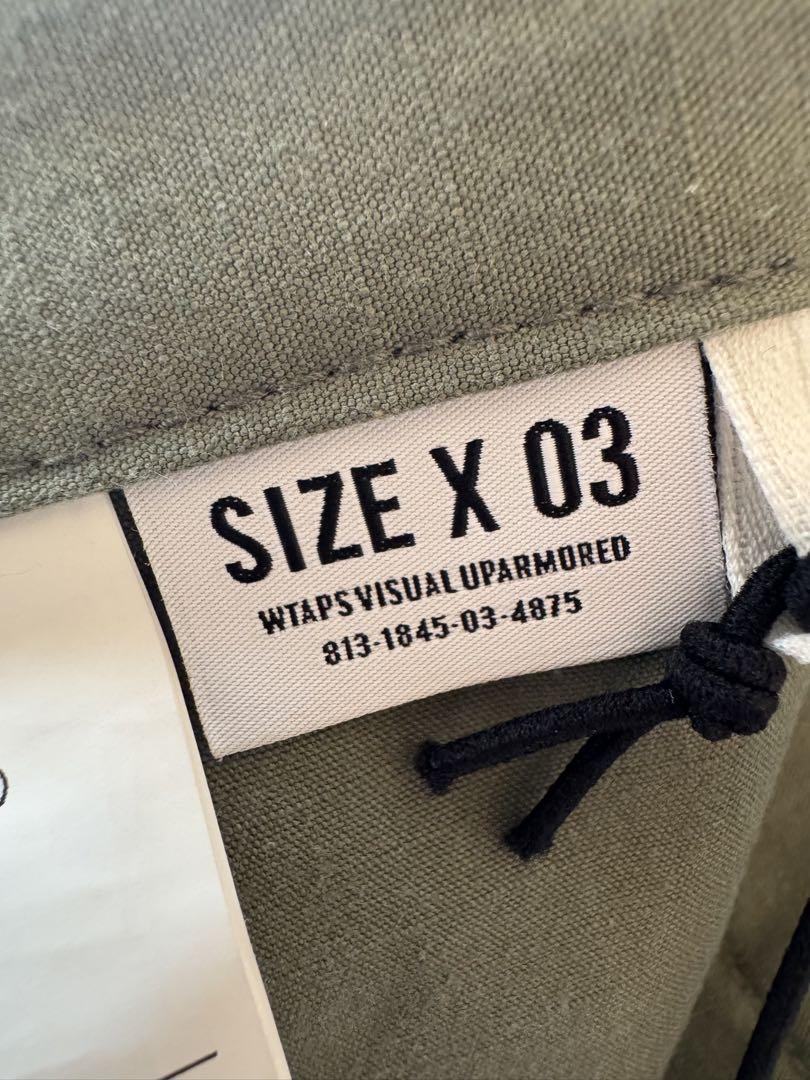 SIZE X 03
WTAPS VISUAL UPARMORED
813-1845-03-4875